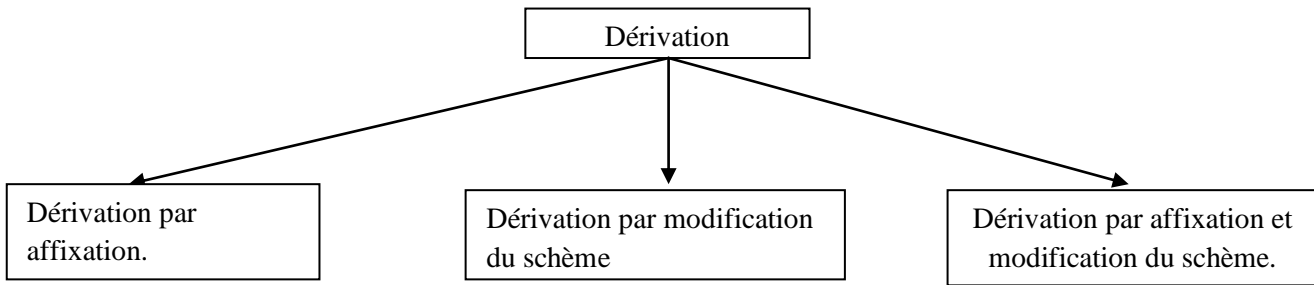 Dérivation
Dérivation par
affixation.
Dérivation par modification
du schème
Dérivation par affixation et
modification du schème.